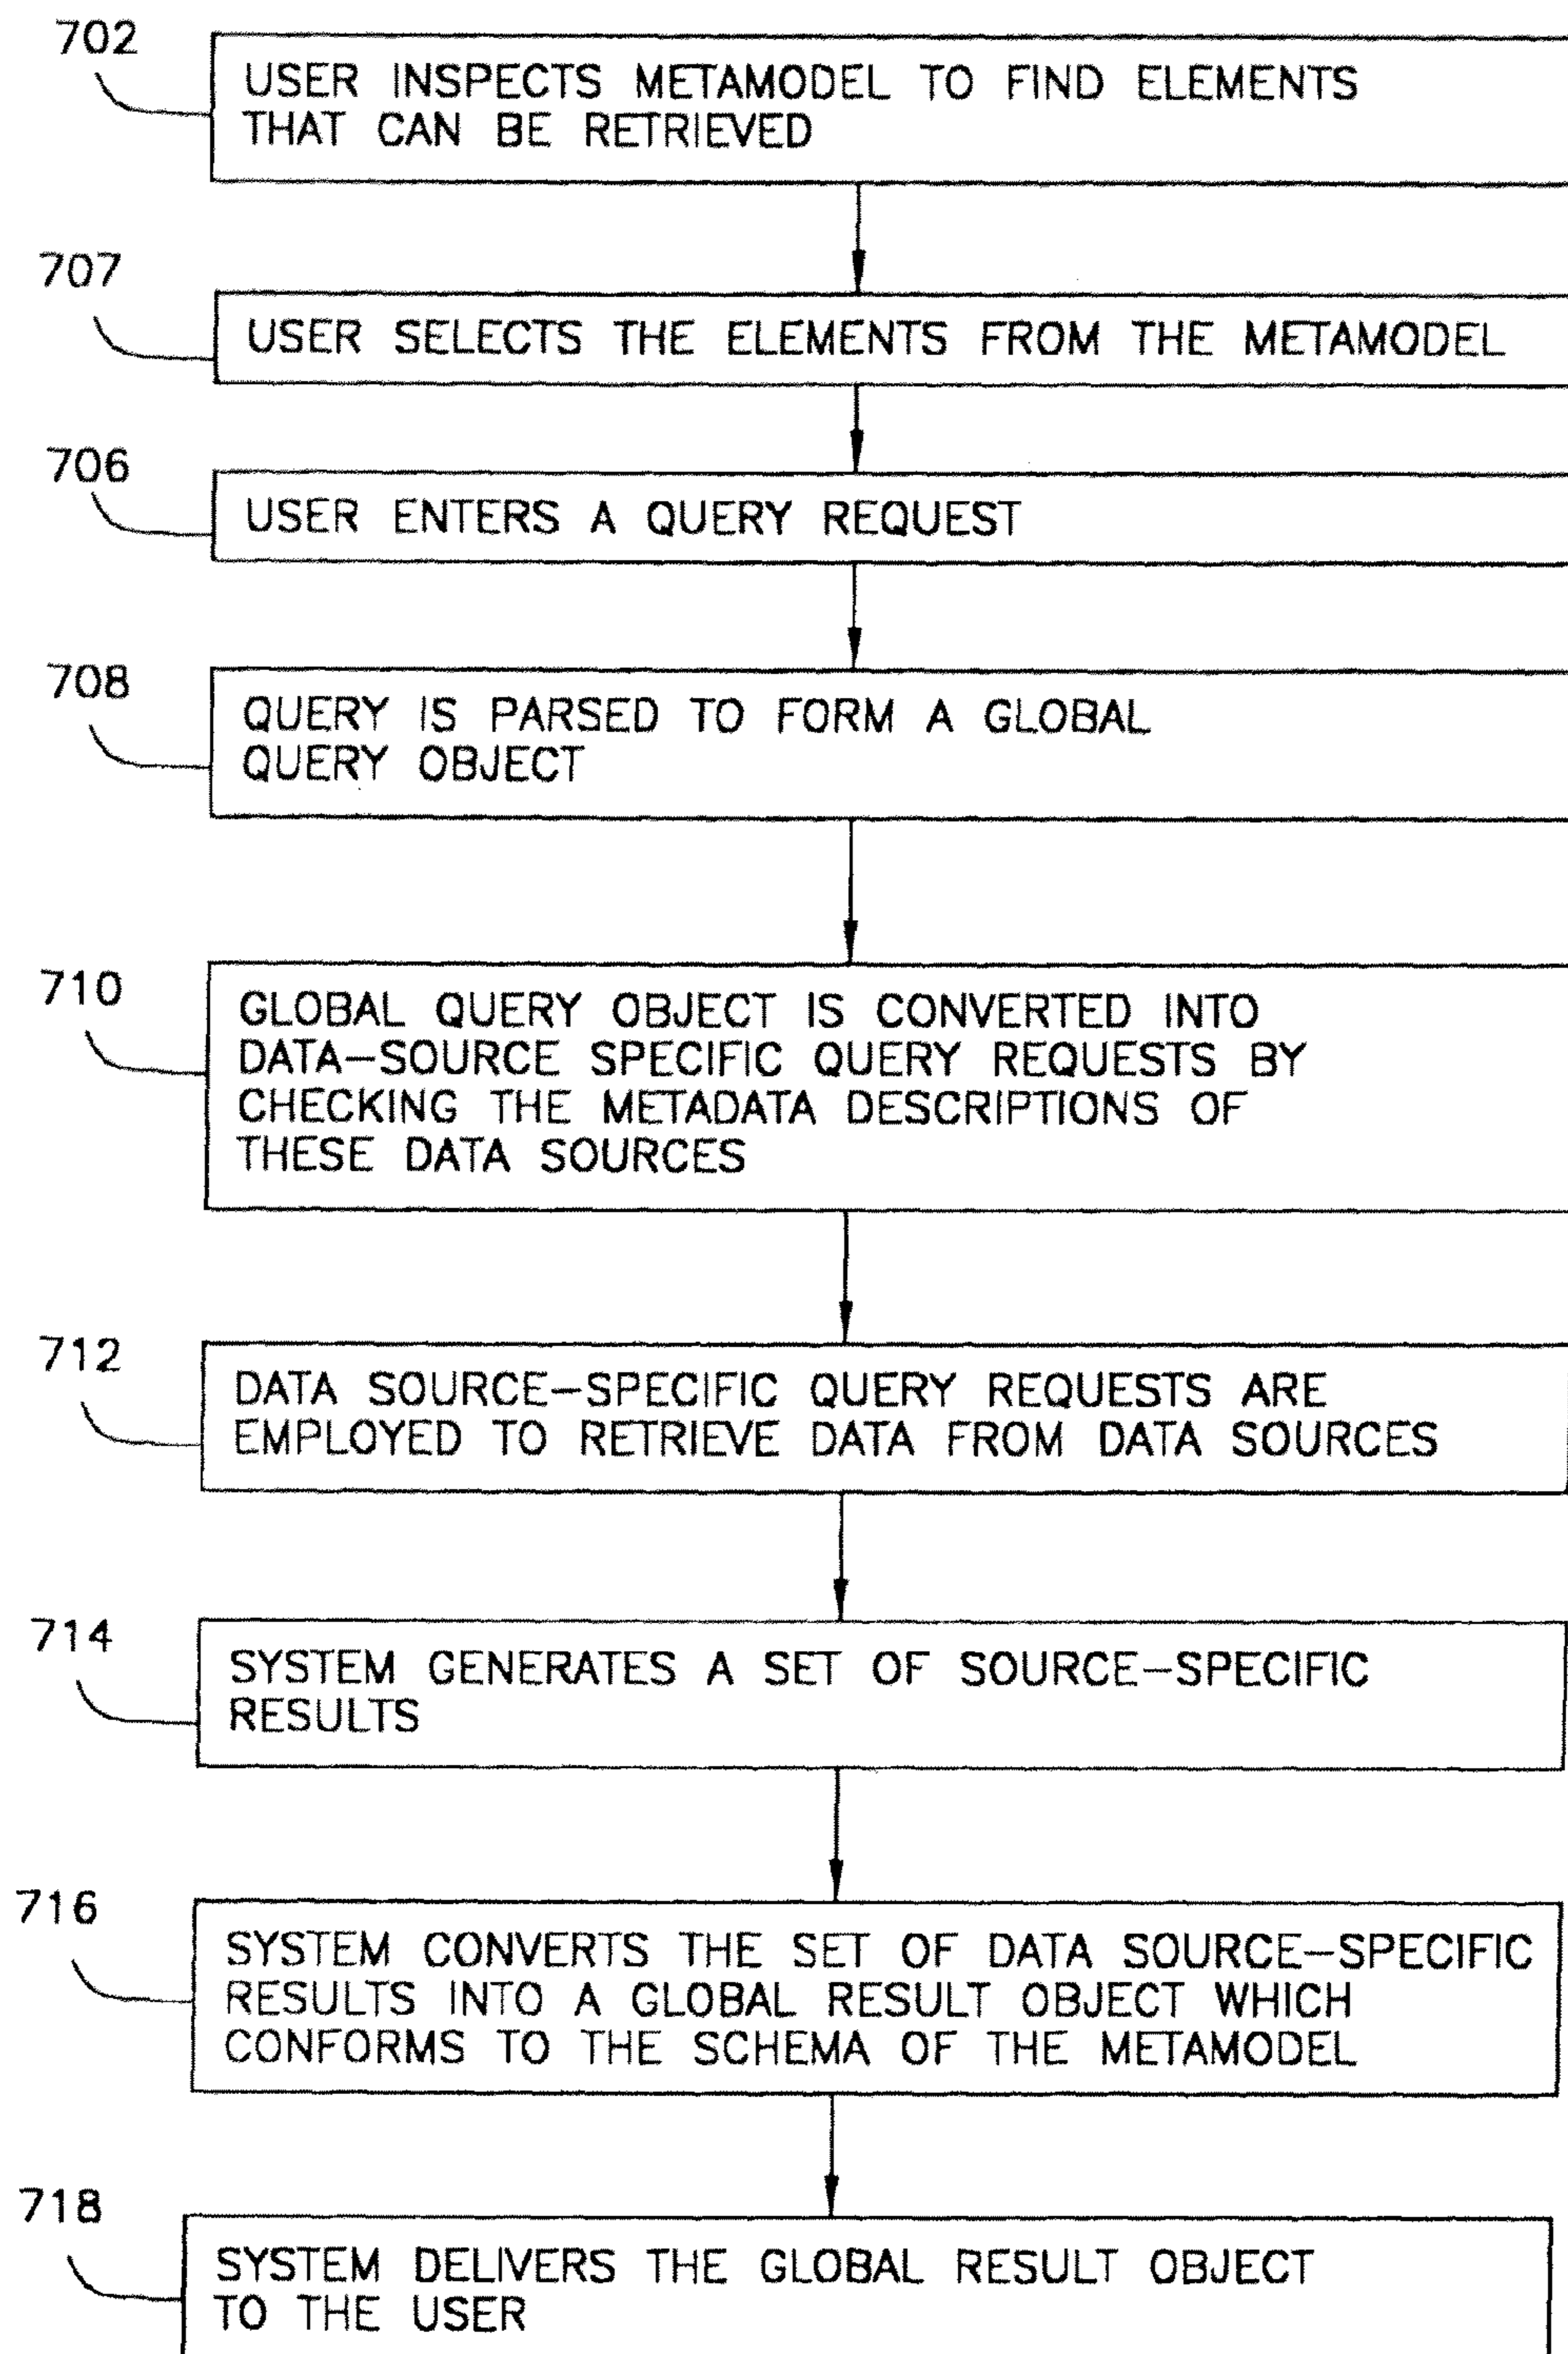 702
USER INSPECTS METAMODEL TO FIND ELEMENTS
THAT CAN BE RETRIEVED
707
USER SELECTS THE ELEMENTS FROM THE METAMODEL
706
USER ENTERS A QUERY REQUEST
708
QUERY IS PARSED TO FORM A GLOBAL
QUERY OBJECT
710
GLOBAL QUERY OBJECT IS CONVERTED INTO
DATA-SOURCE SPECIFIC QUERY REQUESTS BY
CHECKING THE METADATA DESCRIPTIONS OF
THESE DATA SOURCES
712
DATA SOURCE-SPECIFIC QUERY REQUESTS ARE
EMPLOYED TO RETRIEVE DATA FROM DATA SOURCES
714
SYSTEM GENERATES A SET OF SOURCE-SPECIFIC
RESULTS
716
SYSTEM CONVERTS THE SET OF DATA SOURCE-SPECIFIC
RESULTS INTO A GLOBAL RESULT OBJECT WHICH
CONFORMS TO THE SCHEMA OF THE METAMODEL
718
SYSTEM DELIVERS THE GLOBAL RESULT OBJECT
TO THE USER